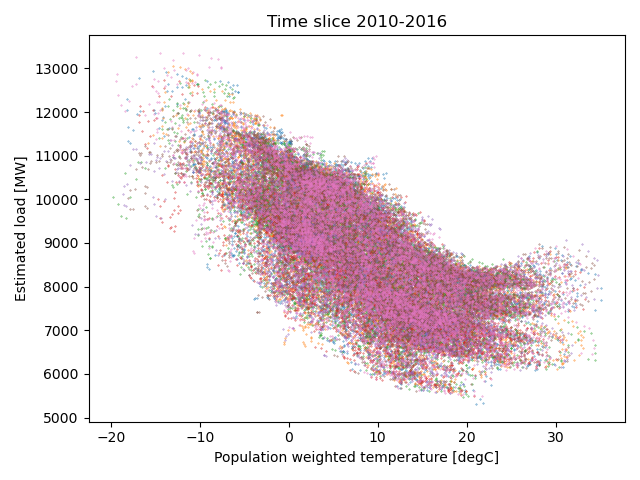 Time slice 2010-2016
13000
12000
11000
10000
9000
8000
7000
6000
5000
Estimated load [MW]
−20 −10 0 10 20 30
Population weighted temperature [degC]